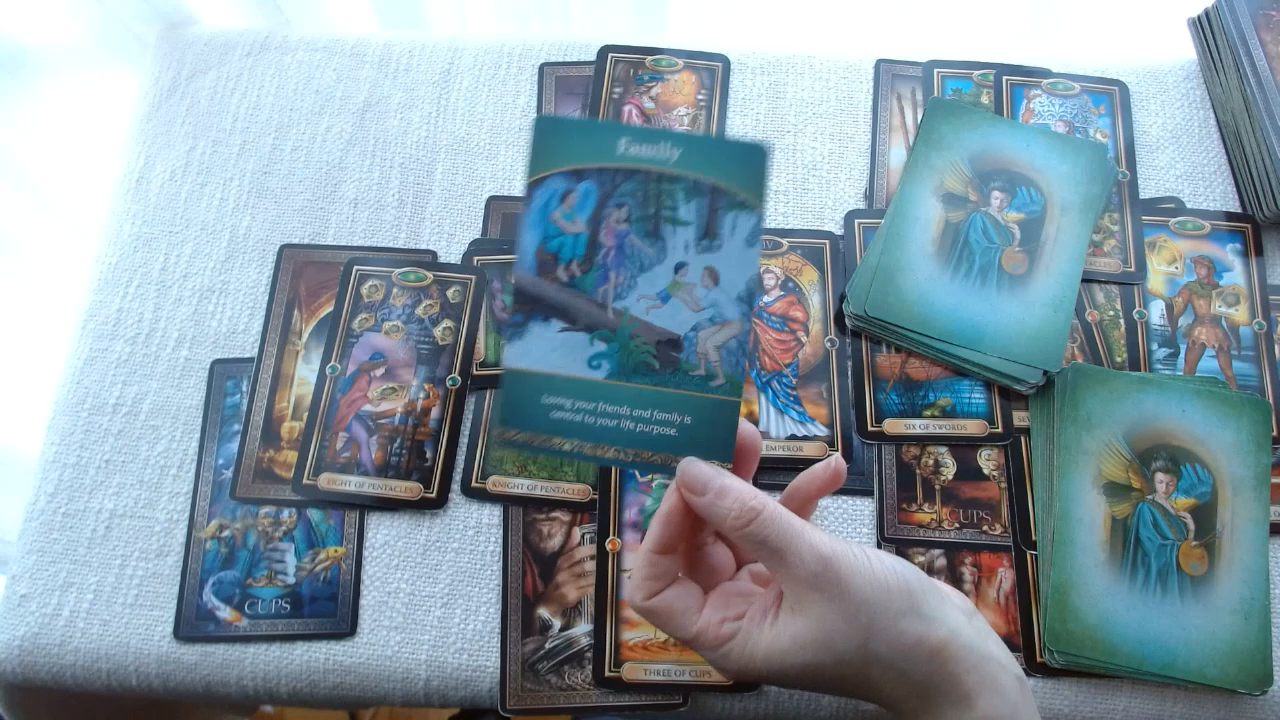 Family
Loving your friends and family is
central to your life purpose.
IV
EMPEROR
EIGHT OF PENTACLES
KNIGHT OF PENTACLES
SIX OF SWORDS
CUPS
CUPS
THREE OF CUPS